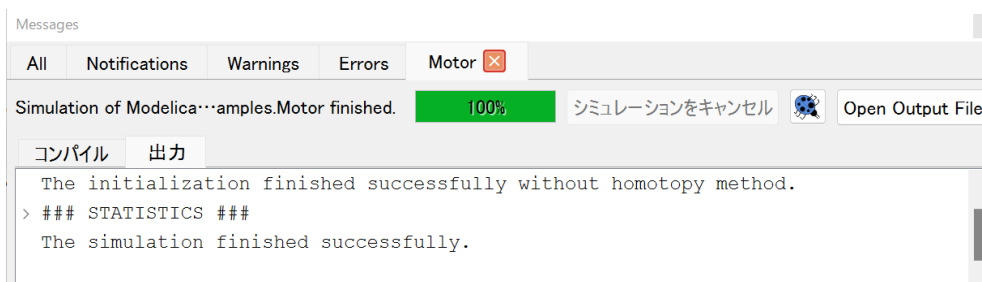 Messages
All Notifications Warnings Errors Motor
Simulation of Modelica⋯amples.Motor finished. 100% シミュレーションをキャンセル Open Output File
コンパイル 出力
The initialization finished successfully without homotopy method.
> ### STATISTICS ###
The simulation finished successfully.